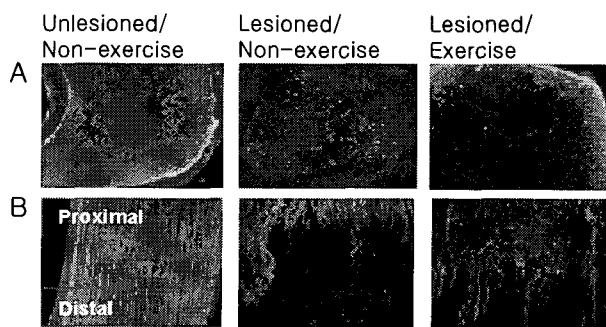 Unlesioned/
Non-exercise
Lesioned/
Non-exercise
Lesioned/
Exercise
A
B
Proximal
Distal